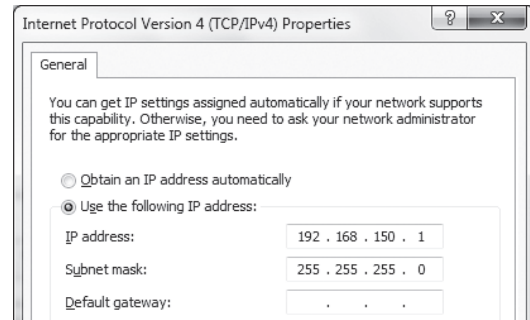 Internet Protocol Version 4 (TCP/IPv4) Properties ? X
General
You can get IP settings assigned automatically if your network supports
this capability. Otherwise, you need to ask your network administrator
for the appropriate IP settings.
Obtain an IP address automatically
Use the following IP address:
IP address: 192 . 168 . 150 . 1
Subnet mask: 255 . 255 . 255 . 0
Default gateway: . . .